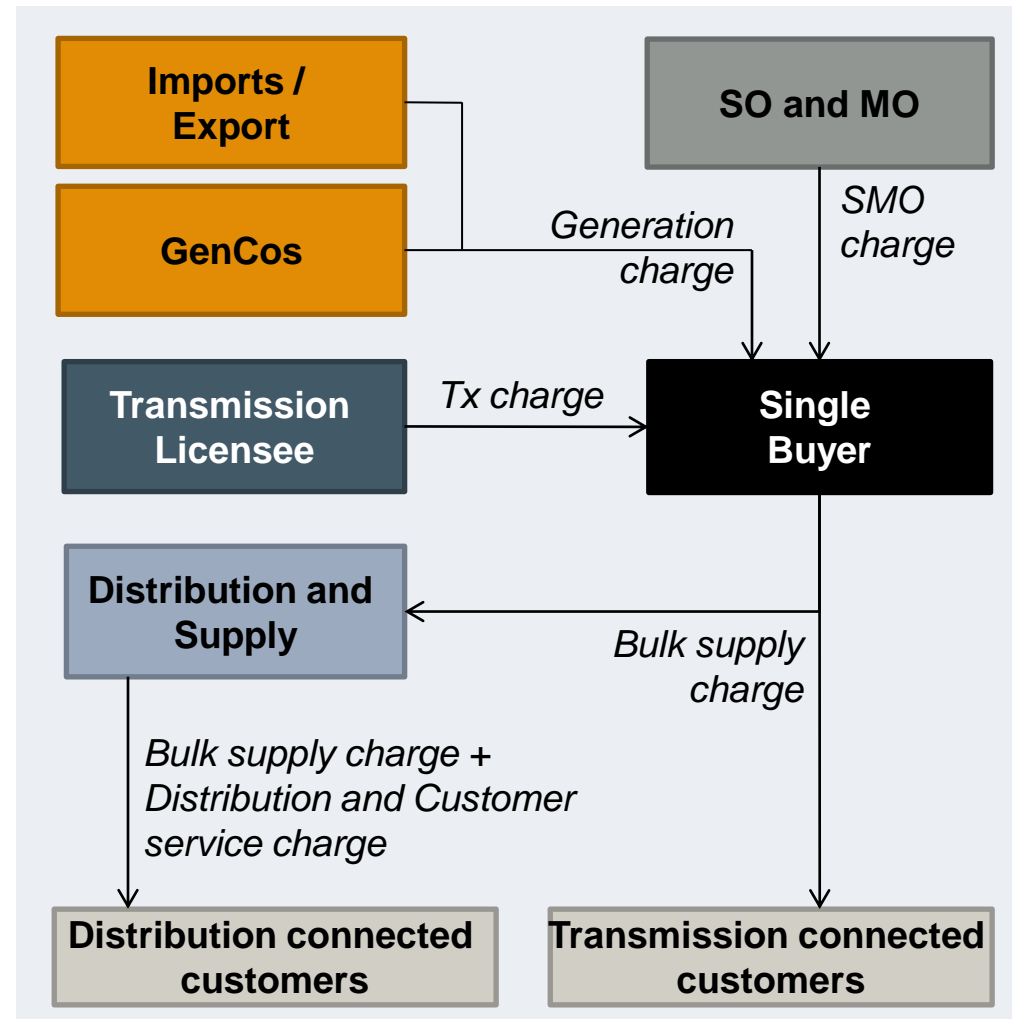 Imports /
Export
SO and MO
GenCos
Generation
charge
SMO
charge
Transmission
Licensee
Tx charge
Single
Buyer
Distribution and
Supply
Bulk supply
charge
Bulk supply charge +
Distribution and Customer
service charge
Distribution connected
customers
Transmission connected
customers